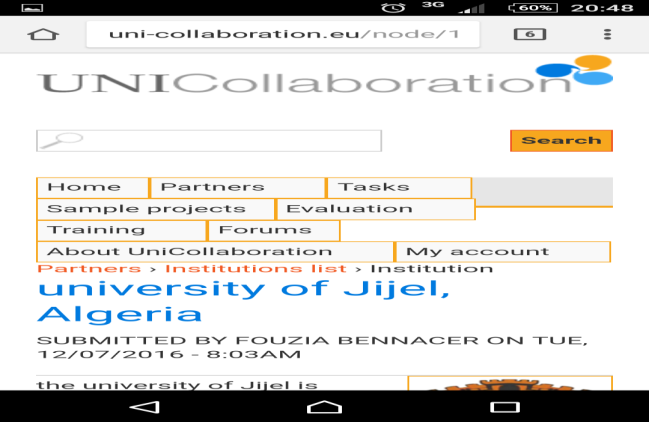 3G 60% 20:48
uni-collaboration.eu/node/1 6
UNICollaboration
Search
Home Partners Tasks
Sample projects Evaluation
Training Forums
About UniCollaboration My account
Partners › Institutions list › Institution
university of Jijel,
Algeria
SUBMITTED BY FOUZIA BENNACER ON TUE,
12/07/2016 - 8:03AM
the university of Jijel is